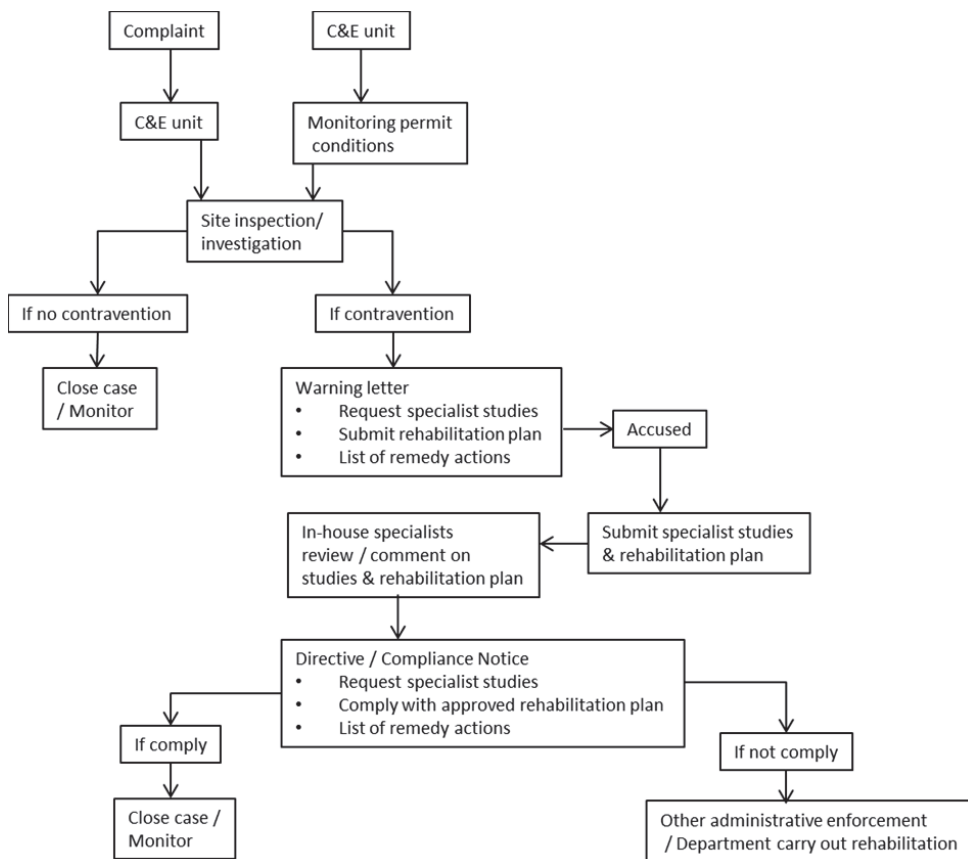 Complaint
C&E unit
C&E unit
Monitoring permit
conditions
Site inspection/
investigation
If no contravention
If contravention
Close case
/ Monitor
Warning letter
• Request specialist studies
• Submit rehabilitation plan
• List of remedy actions
Accused
In-house specialists
review / comment on
studies & rehabilitation plan
Submit specialist studies
& rehabilitation plan
Directive / Compliance Notice
• Request specialist studies
• Comply with approved rehabilitation plan
• List of remedy actions
If comply
If not comply
Close case /
Monitor
Other administrative enforcement
/ Department carry out rehabilitation